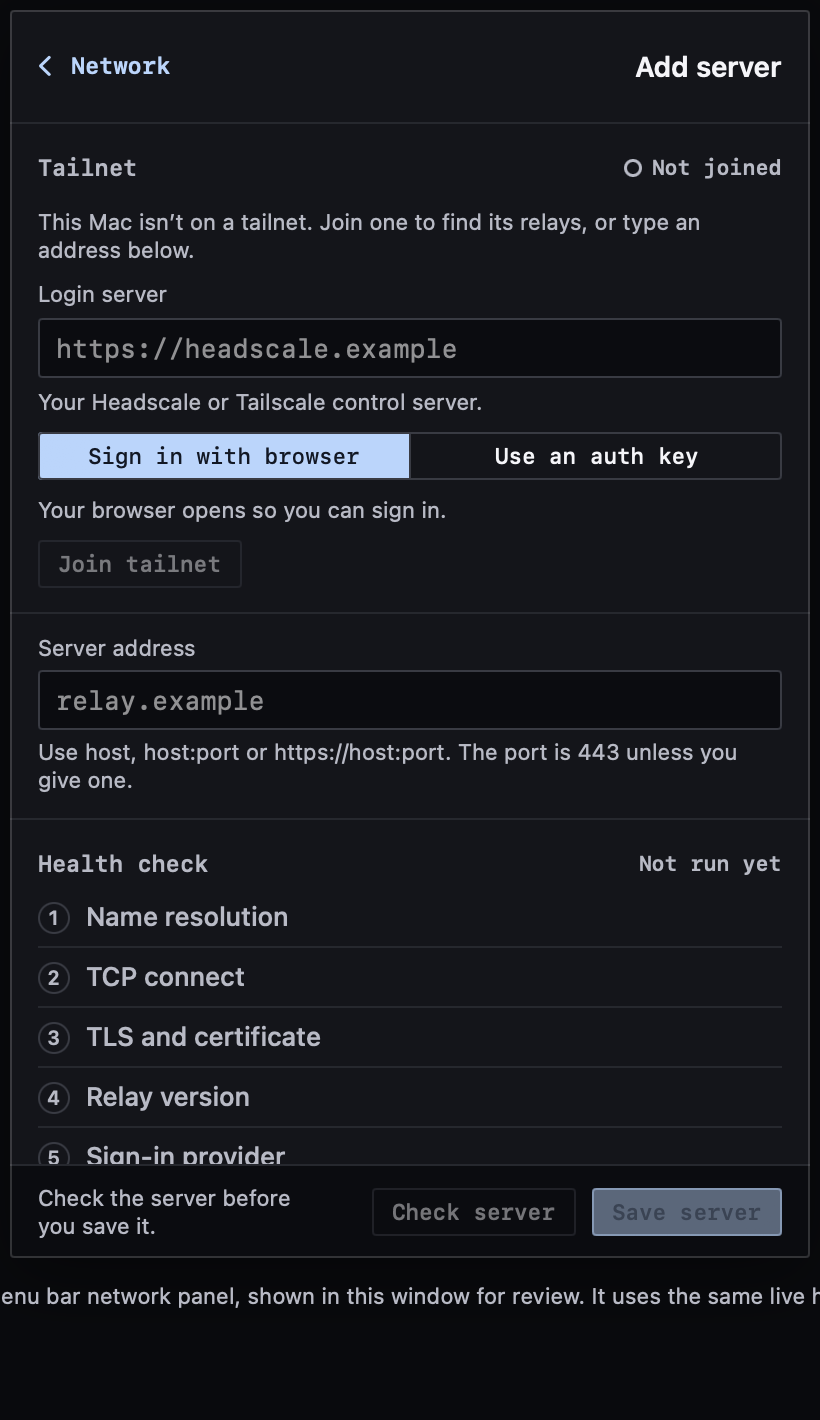 Network
Add server
Tailnet
Not joined
This Mac isn’t on a tailnet. Join one to find its relays, or type an
address below.
Login server
https://headscale.example
Your Headscale or Tailscale control server.
Sign in with browser
Use an auth key
Your browser opens so you can sign in.
Join tailnet
Server address
relay.example
Use host, host:port or https://host:port. The port is 443 unless you
give one.
Health check
Not run yet
1 Name resolution
2 TCP connect
3 TLS and certificate
4 Relay version
5 Sign-in provider
Check the server before
you save it.
Check server
Save server
enu bar network panel, shown in this window for review. It uses the same live